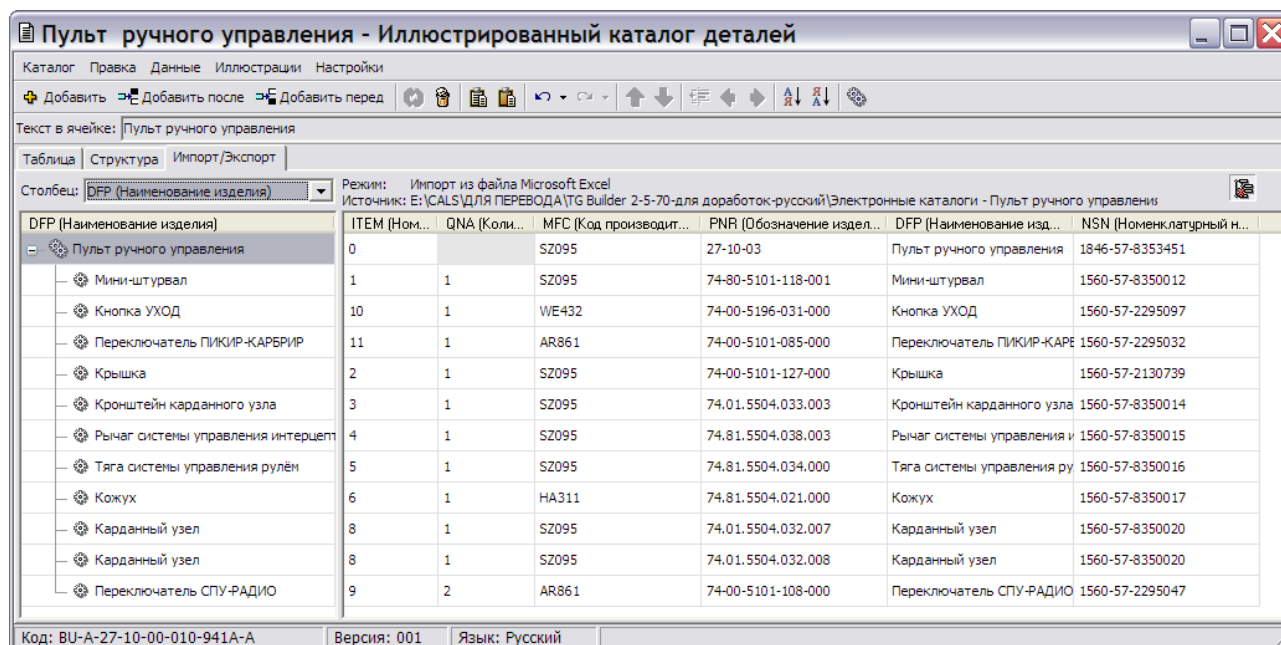 Пульт ручного управления - Иллюстрированный каталог деталей
Каталог Правка Данные Иллюстрации Настройки
Добавить Добавить после Добавить перед
Текст в ячейке: Пульт ручного управления
Таблица Структура Импорт/Экспорт
Столбец: DFP (Наименование изделия)
Режим: Импорт из файла Microsoft Excel
Источник: E:\CALS\ДЛЯ ПЕРЕВОДА\TG Builder 2-5-70-для доработок-русский\Электронные каталоги - Пульт ручного управления
DFP (Наименование изделия) ITEM (Ном... QNA (Коли... MFC (Код производит... PNR (Обозначение издел... DFP (Наименование изд... NSN (Номенклатурный н...
Пульт ручного управления 0 SZ095 27-10-03 Пульт ручного управления 1846-57-8353451
Мини-штурвал 1 1 SZ095 74-80-5101-118-001 Мини-штурвал 1560-57-8350012
Кнопка УХОД 10 1 WE432 74-00-5196-031-000 Кнопка УХОД 1560-57-2295097
Переключатель ПИКИР-КАРБРИР 11 1 AR861 74-00-5101-085-000 Переключатель ПИКИР-КАРБ 1560-57-2295032
Крышка 2 1 SZ095 74-00-5101-127-000 Крышка 1560-57-2130739
Кронштейн карданного узла 3 1 SZ095 74.01.5504.033.003 Кронштейн карданного узла 1560-57-8350014
Рычаг системы управления интерцепт 4 1 SZ095 74.81.5504.038.003 Рычаг системы управления и 1560-57-8350015
Тяга системы управления рулём 5 1 SZ095 74.81.5504.034.000 Тяга системы управления ру 1560-57-8350016
Кожух 6 1 HA311 74.81.5504.021.000 Кожух 1560-57-8350017
Карданный узел 8 1 SZ095 74.01.5504.032.007 Карданный узел 1560-57-8350020
Карданный узел 8 1 SZ095 74.01.5504.032.008 Карданный узел 1560-57-8350020
Переключатель СПУ-РАДИО 9 2 AR861 74-00-5101-108-000 Переключатель СПУ-РАДИО 1560-57-2295047
Код: BU-A-27-10-00-010-941A-A Версия: 001 Язык: Русский